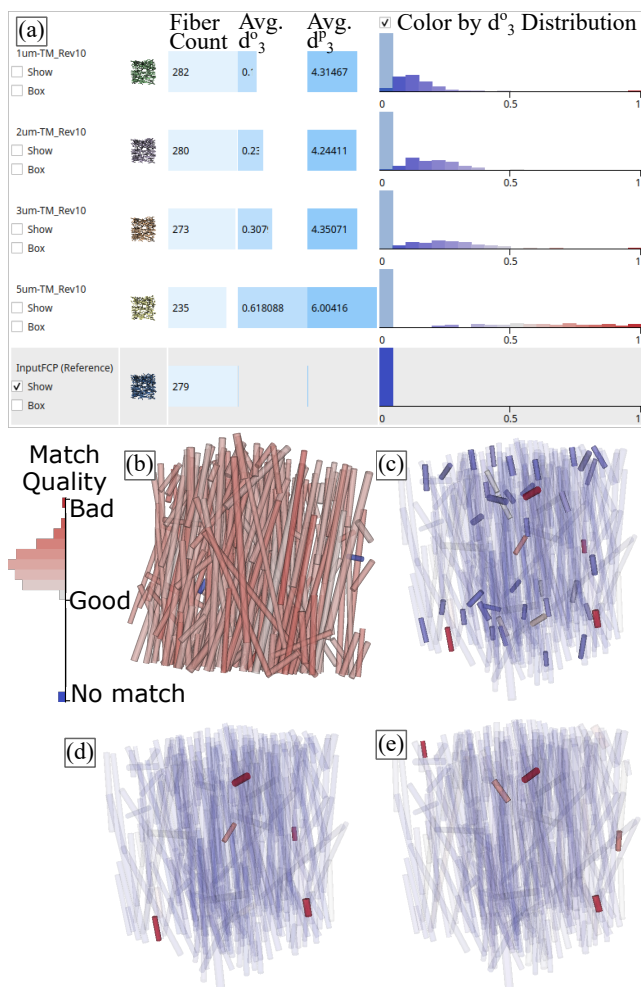 (a)
Fiber Count
Avg. d°₃
Avg. dᵖ₃
Color by d°₃ Distribution
1um-TM_Rev10
Show
Box
282
4.31467
0
0.5
1
2um-TM_Rev10
Show
Box
280
4.24411
0
0.5
1
3um-TM_Rev10
Show
Box
273
4.35071
0
0.5
1
5um-TM_Rev10
Show
Box
235
0.618088
6.00416
0
0.5
1
InputFCP (Reference)
Show
Box
279
0
0.5
1
Match
Quality
Bad
Good
No match
(b)
(c)
(d)
(e)